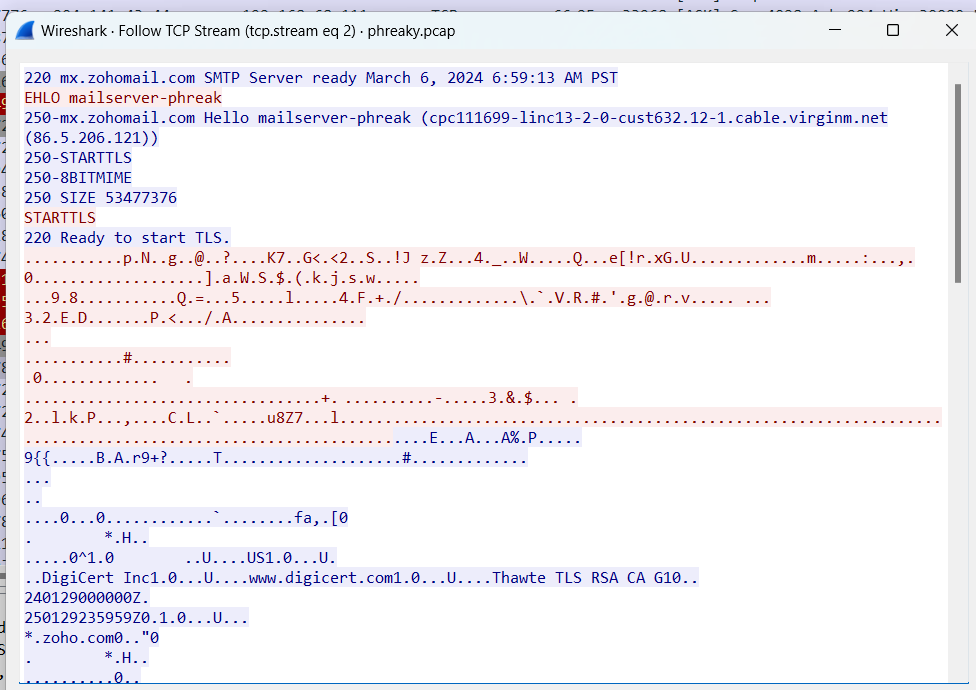 Wireshark · Follow TCP Stream (tcp.stream eq 2) · phreaky.pcap
220 mx.zohomail.com SMTP Server ready March 6, 2024 6:59:13 AM PST
EHLO mailserver-phreak
250-mx.zohomail.com Hello mailserver-phreak (cpc111699-linc13-2-0-cust632.12-1.cable.virginm.net
(86.5.206.121))
250-STARTTLS
250-8BITMIME
250 SIZE 53477376
STARTTLS
220 Ready to start TLS.
...........p.N..g..@..?....K7..G<.<2..S..!J z.Z...4._..W.....Q...e[!r.xG.U.............m.....:...,.
0...................].a.W.S.$.(.k.j.s.w.....
...9.8...........Q.=...5.....l.....4.F.+./.............\.`.V.R.#.'.g.@.r.v..... ...
3.2.E.D.......P.<.../.A...............
...
...........#...........
.0............. .
.................................+. ..........-.....3.&.$... .
2..l.k.P...,....C.L..`.....u8Z7...l...................................................................
.........................................
....E...A...A%.P.....
9{{.....B.A.r9+?.....T....................#.............
...
..
....0...0............`........fa,.[0
. *.H..
.....0^1.0 ..U....US1.0...U.
..DigiCert Inc1.0...U....www.digicert.com1.0...U....Thawte TLS RSA CA G10..
240129000000Z.
250129235959Z0.1.0...U...
*.zoho.com0.."0
. *.H..
..........0..